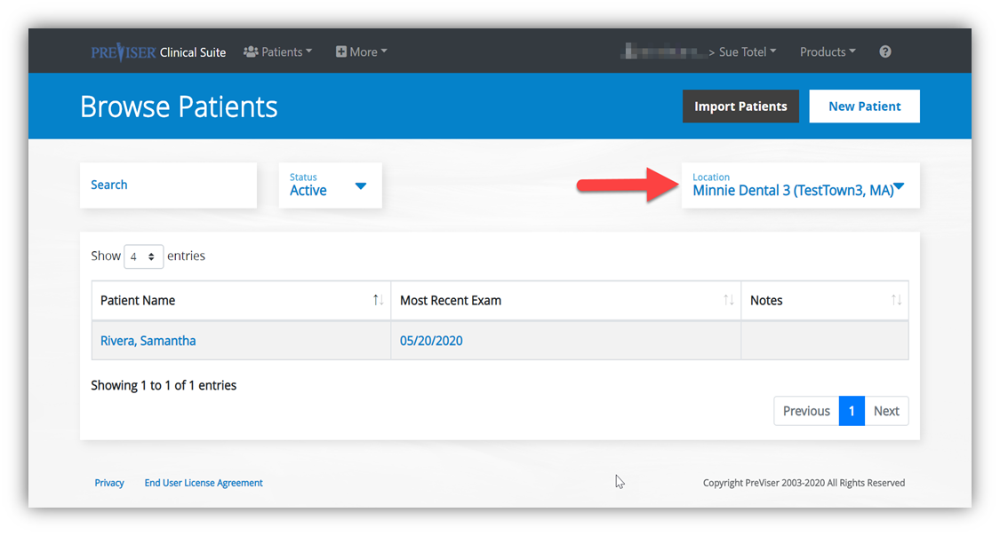 PREVISER Clinical Suite Patients More > Sue Totel Products ?
Browse Patients
Import Patients New Patient
Search
Status
Active
Location
Minnie Dental 3 (TestTown3, MA)
Show 4 entries
Patient Name Most Recent Exam Notes
Rivera, Samantha 05/20/2020
Showing 1 to 1 of 1 entries
Previous 1 Next
Privacy End User License Agreement Copyright PreViser 2003-2020 All Rights Reserved